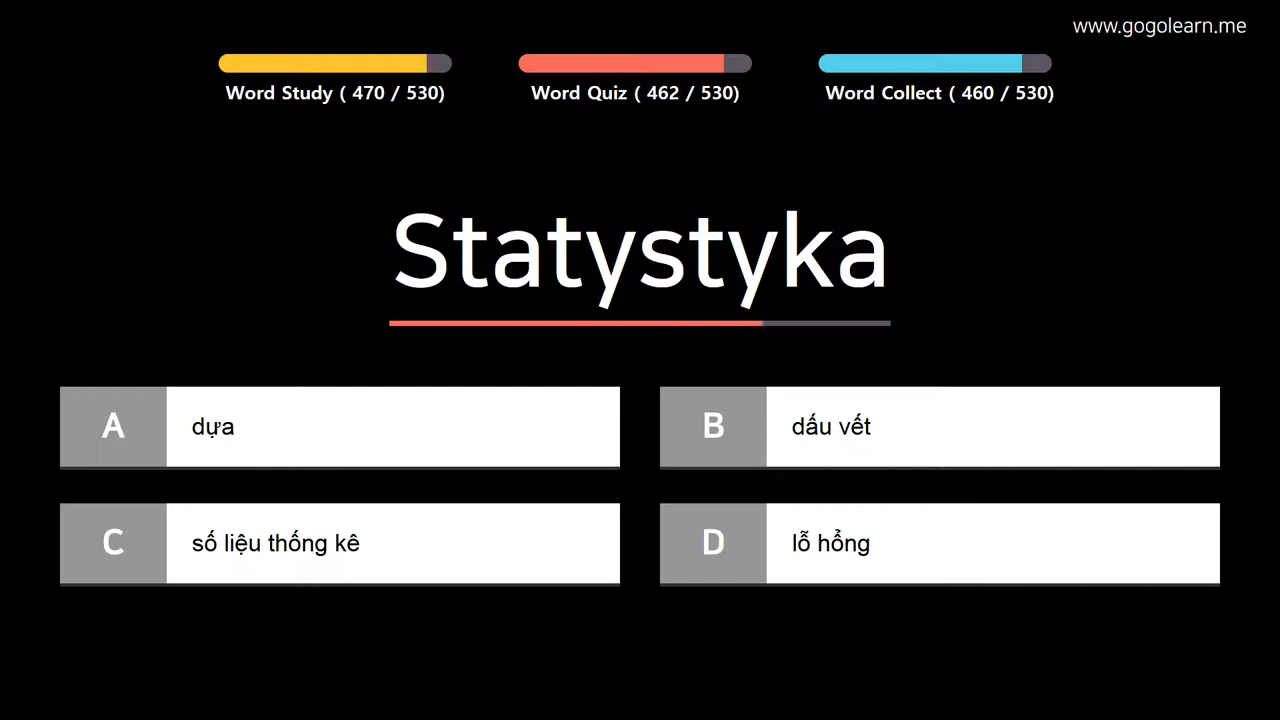 www.gogolearn.me
Word Study ( 470 / 530)
Word Quiz ( 462 / 530)
Word Collect ( 460 / 530)
Statystyka
A
dựa
B
dấu vết
C
số liệu thống kê
D
lỗ hổng